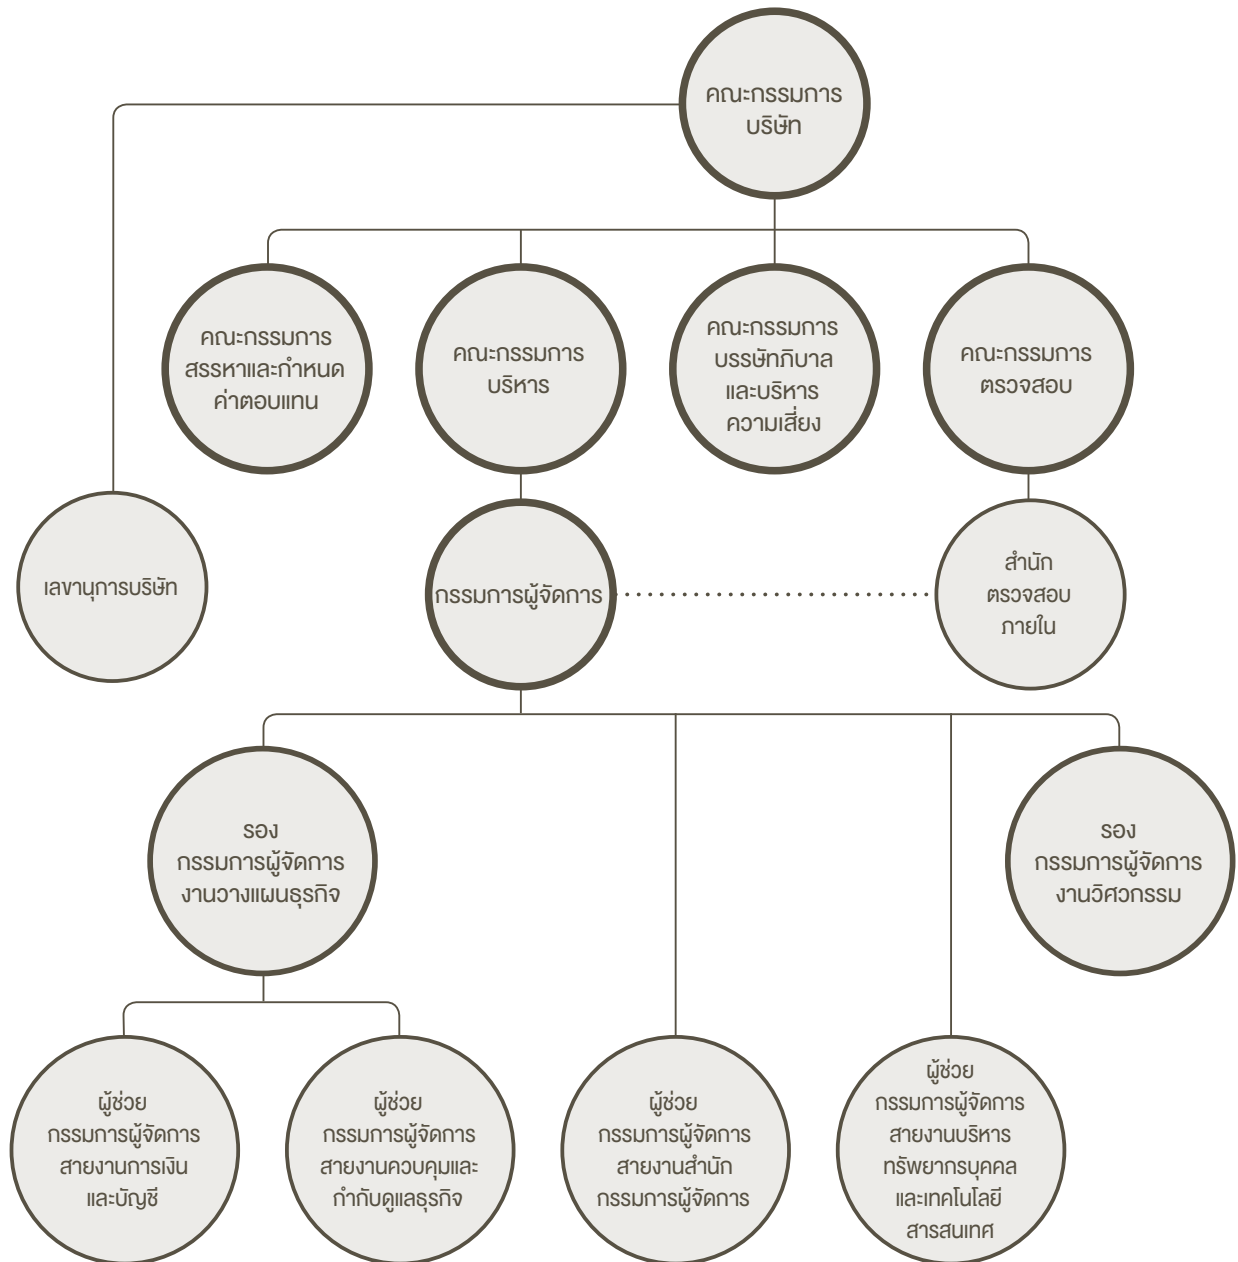 คณะกรรมการ
บริษัท
คณะกรรมการ
สรรหาและกำหนด
ค่าตอบแทน
คณะกรรมการ
บริหาร
คณะกรรมการ
บรรษัทภิบาล
และบริหาร
ความเสี่ยง
คณะกรรมการ
ตรวจสอบ
เลขานุการบริษัท
กรรมการผู้จัดการ
สำนัก
ตรวจสอบ
ภายใน
รอง
กรรมการผู้จัดการ
งานวางแผนธุรกิจ
รอง
กรรมการผู้จัดการ
งานวิศวกรรม
ผู้ช่วย
กรรมการผู้จัดการ
สายงานการเงิน
และบัญชี
ผู้ช่วย
กรรมการผู้จัดการ
สายงานควบคุมและ
กำกับดูแลธุรกิจ
ผู้ช่วย
กรรมการผู้จัดการ
สายงานสำนัก
กรรมการผู้จัดการ
ผู้ช่วย
กรรมการผู้จัดการ
สายงานบริหาร
ทรัพยากรบุคคล
และเทคโนโลยี
สารสนเทศ